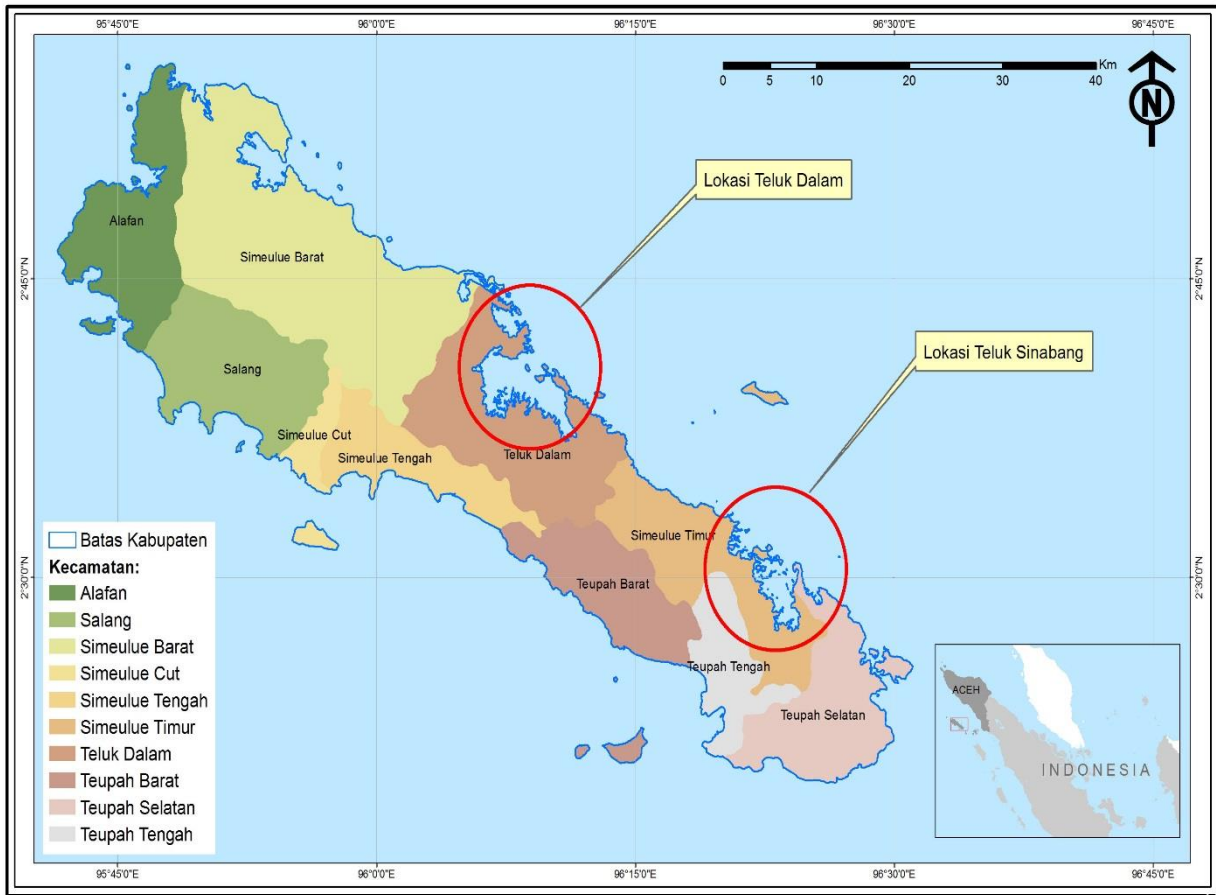 95°45'0"E
96°0'0"E
96°15'0"E
96°30'0"E
96°45'0"E
Km
0 5 10 20 30 40
N
Lokasi Teluk Dalam
Alafan
Simeulue Barat
2°45'0"N
2°45'0"N
Lokasi Teluk Sinabang
Salang
Simeulue Cut
Simeulue Tengah
Teluk Dalam
Simeulue Timur
Teupah Barat
2°30'0"N
2°30'0"N
Teupah Tengah
Teupah Selatan
Batas Kabupaten
Kecamatan:
Alafan
Salang
Simeulue Barat
Simeulue Cut
Simeulue Tengah
Simeulue Timur
Teluk Dalam
Teupah Barat
Teupah Selatan
Teupah Tengah
ACEH
INDONESIA
95°45'0"E
96°0'0"E
96°15'0"E
96°30'0"E
96°45'0"E